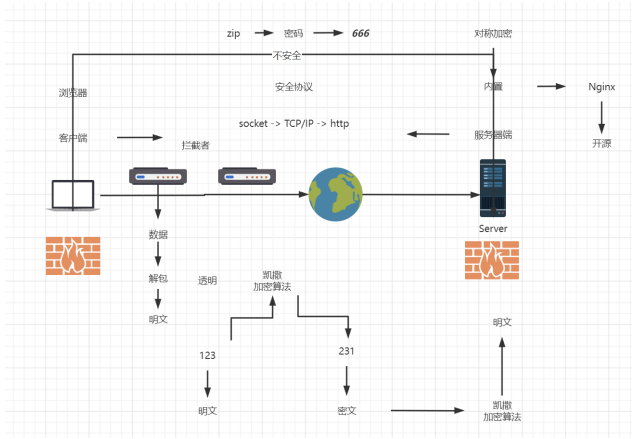 zip 密码 666 对称加密
不安全
浏览器 安全协议 内置 Nginx
socket -> TCP/IP -> http
客户端 拦截者 服务器端 开源
Server
数据
解包 透明 凯撒
加密算法
明文 明文
123 231
明文 密文 凯撒
加密算法